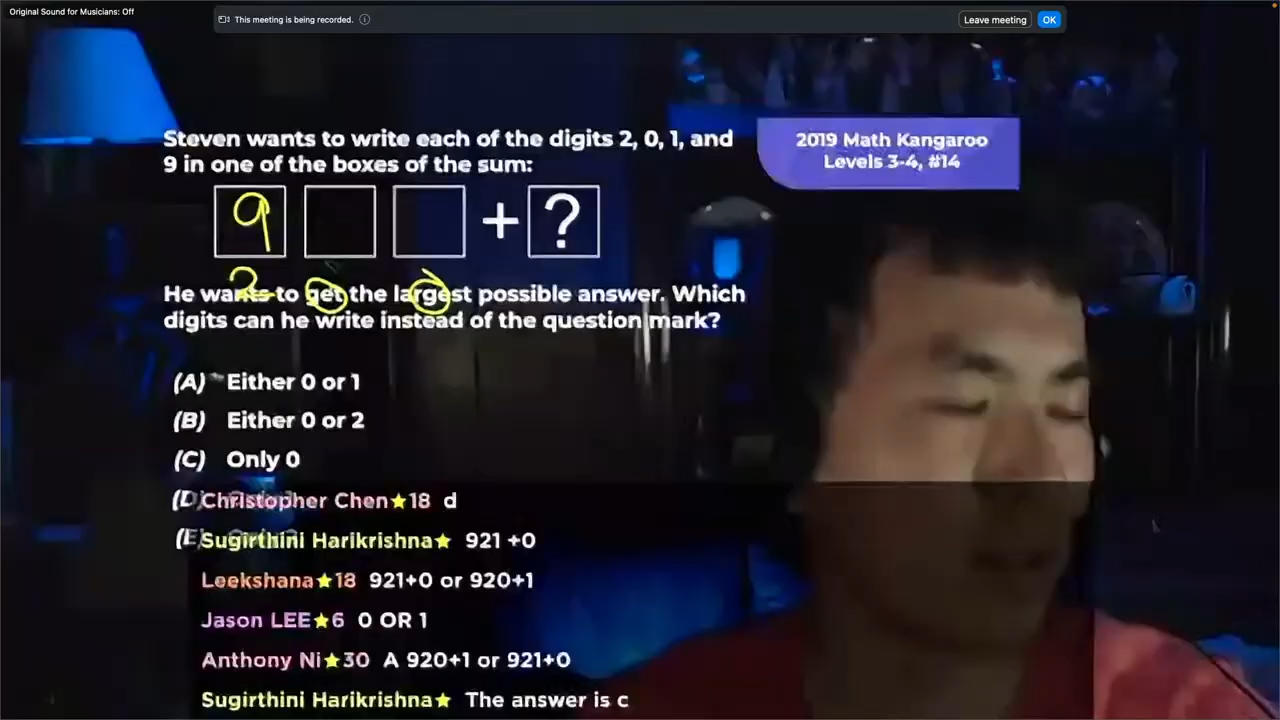 Original Sound for Musicians: Off
This meeting is being recorded.
Leave meeting
OK
Steven wants to write each of the digits 2, 0, 1, and
9 in one of the boxes of the sum:
2019 Math Kangaroo
Levels 3-4, #14
9 + ?
He wants to get the largest possible answer. Which
digits can he write instead of the question mark?
(A) Either 0 or 1
(B) Either 0 or 2
(C) Only 0
Christopher Chen★18 d
Sugirthini Harikrishna★ 921 +0
Leekshana★18 921+0 or 920+1
Jason LEE★6 0 OR 1
Anthony Ni★30 A 920+1 or 921+0
Sugirthini Harikrishna★ The answer is c